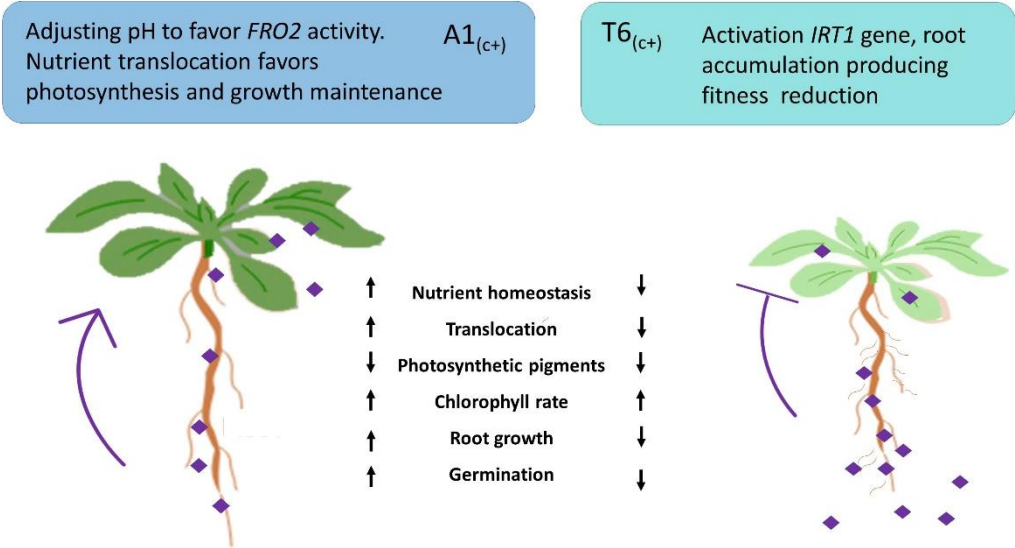 Adjusting pH to favor FRO2 activity.
Nutrient translocation favors
photosynthesis and growth maintenance
A1(c+)
T6(c+)
Activation IRT1 gene, root
accumulation producing
fitness reduction
↑ Nutrient homeostasis ↓
↑ Translocation ↓
↓ Photosynthetic pigments ↓
↑ Chlorophyll rate ↑
↑ Root growth ↓
↑ Germination ↓